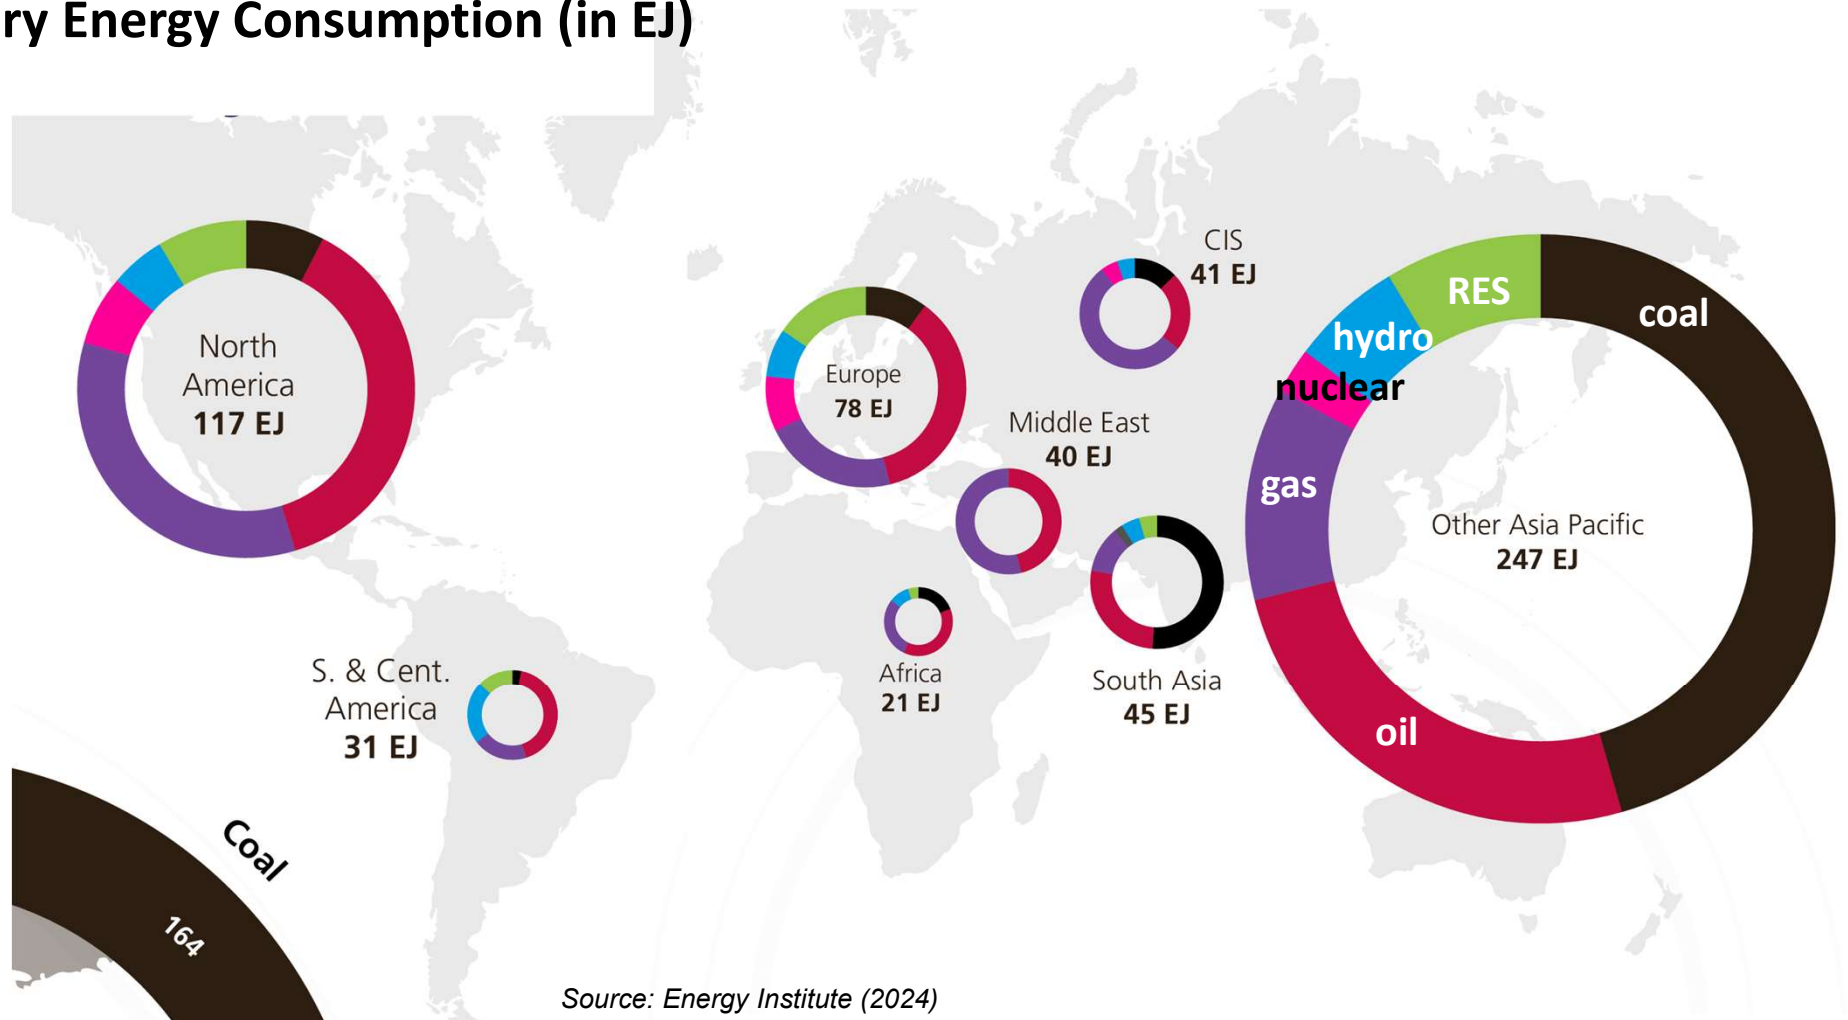 ry Energy Consumption (in EJ)
North
America
117 EJ
Europe
78 EJ
CIS
41 EJ
Middle East
40 EJ
RES
coal
hydro
nuclear
gas
Other Asia Pacific
247 EJ
oil
S. & Cent.
America
31 EJ
Africa
21 EJ
South Asia
45 EJ
Coal
164
Source: Energy Institute (2024)